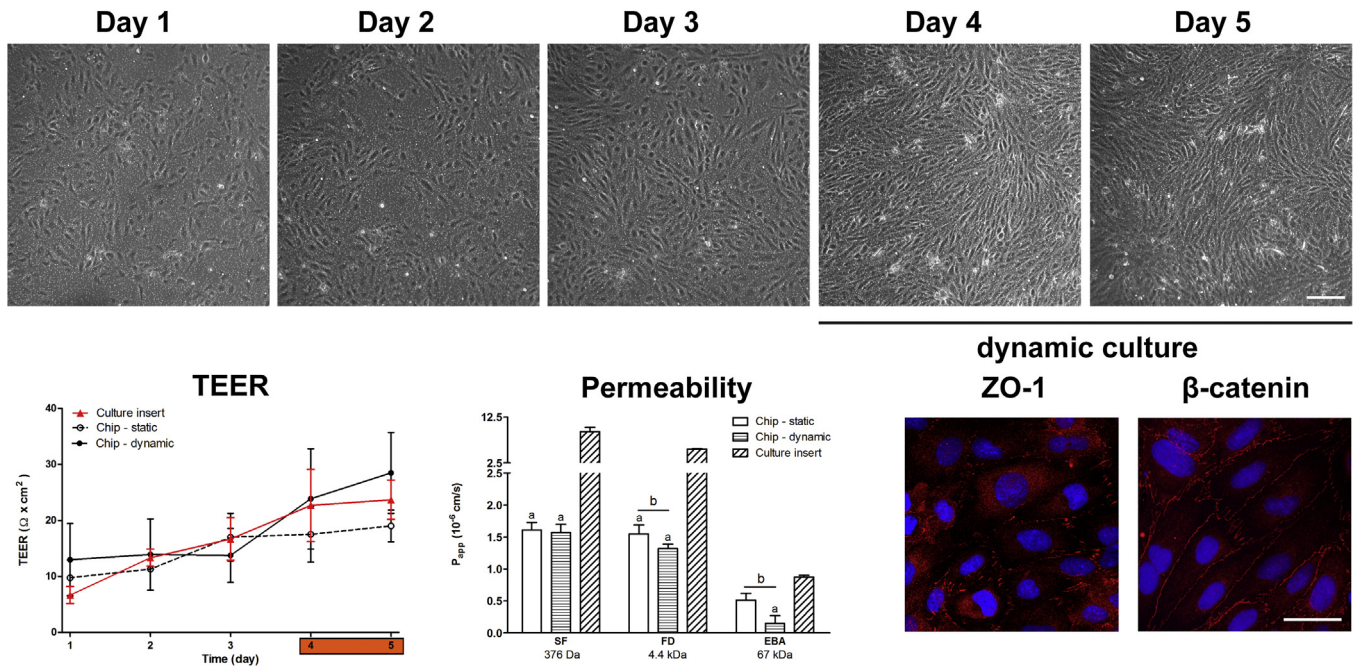 Day 1
Day 2
Day 3
Day 4
Day 5
dynamic culture
TEER
Culture insert
Chip - static
Chip - dynamic
TEER (Ω x cm²)
40
30
20
10
0
1
2
3
4
5
Time (day)
Permeability
Chip - static
Chip - dynamic
Culture insert
Papp (10⁻⁶ cm/s)
12.5
2.5
2.5
2.0
1.5
1.0
0.5
0.0
a
a
b
a
a
b
a
SF
FD
EBA
376 Da
4.4 kDa
67 kDa
ZO-1
β-catenin